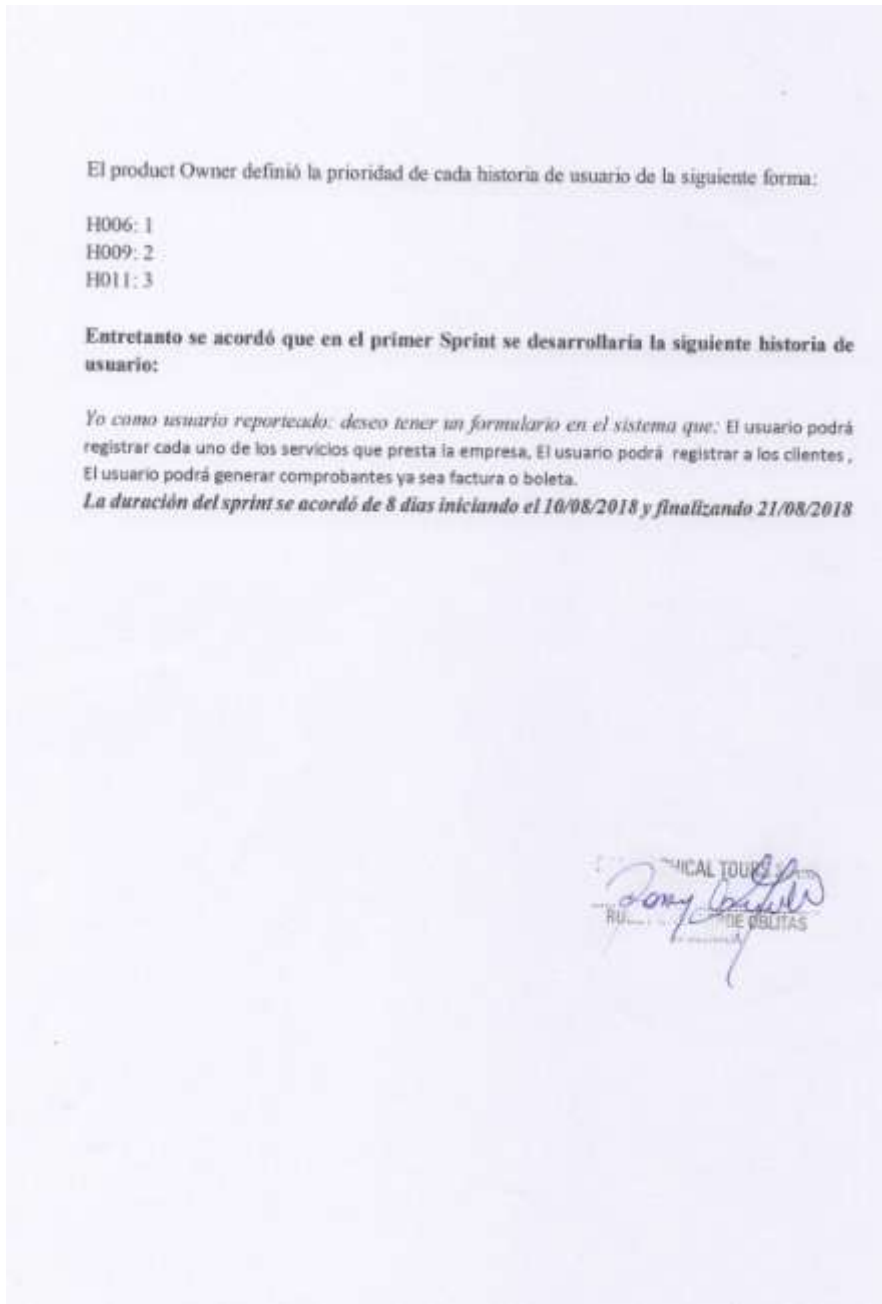 El product Owner definió la prioridad de cada historia de usuario de la siguiente forma:
H006: 1
H009: 2
H011: 3
Entretanto se acordó que en el primer Sprint se desarrollaría la siguiente historia de
usuario:
Yo como usuario reporteado: deseo tener un formulario en el sistema que: El usuario podrá
registrar cada uno de los servicios que presta la empresa, El usuario podrá registrar a los clientes ,
El usuario podrá generar comprobantes ya sea factura o boleta.
La duración del sprint se acordó de 8 días iniciando el 10/08/2018 y finalizando 21/08/2018
TOURS
DE OBLITAS